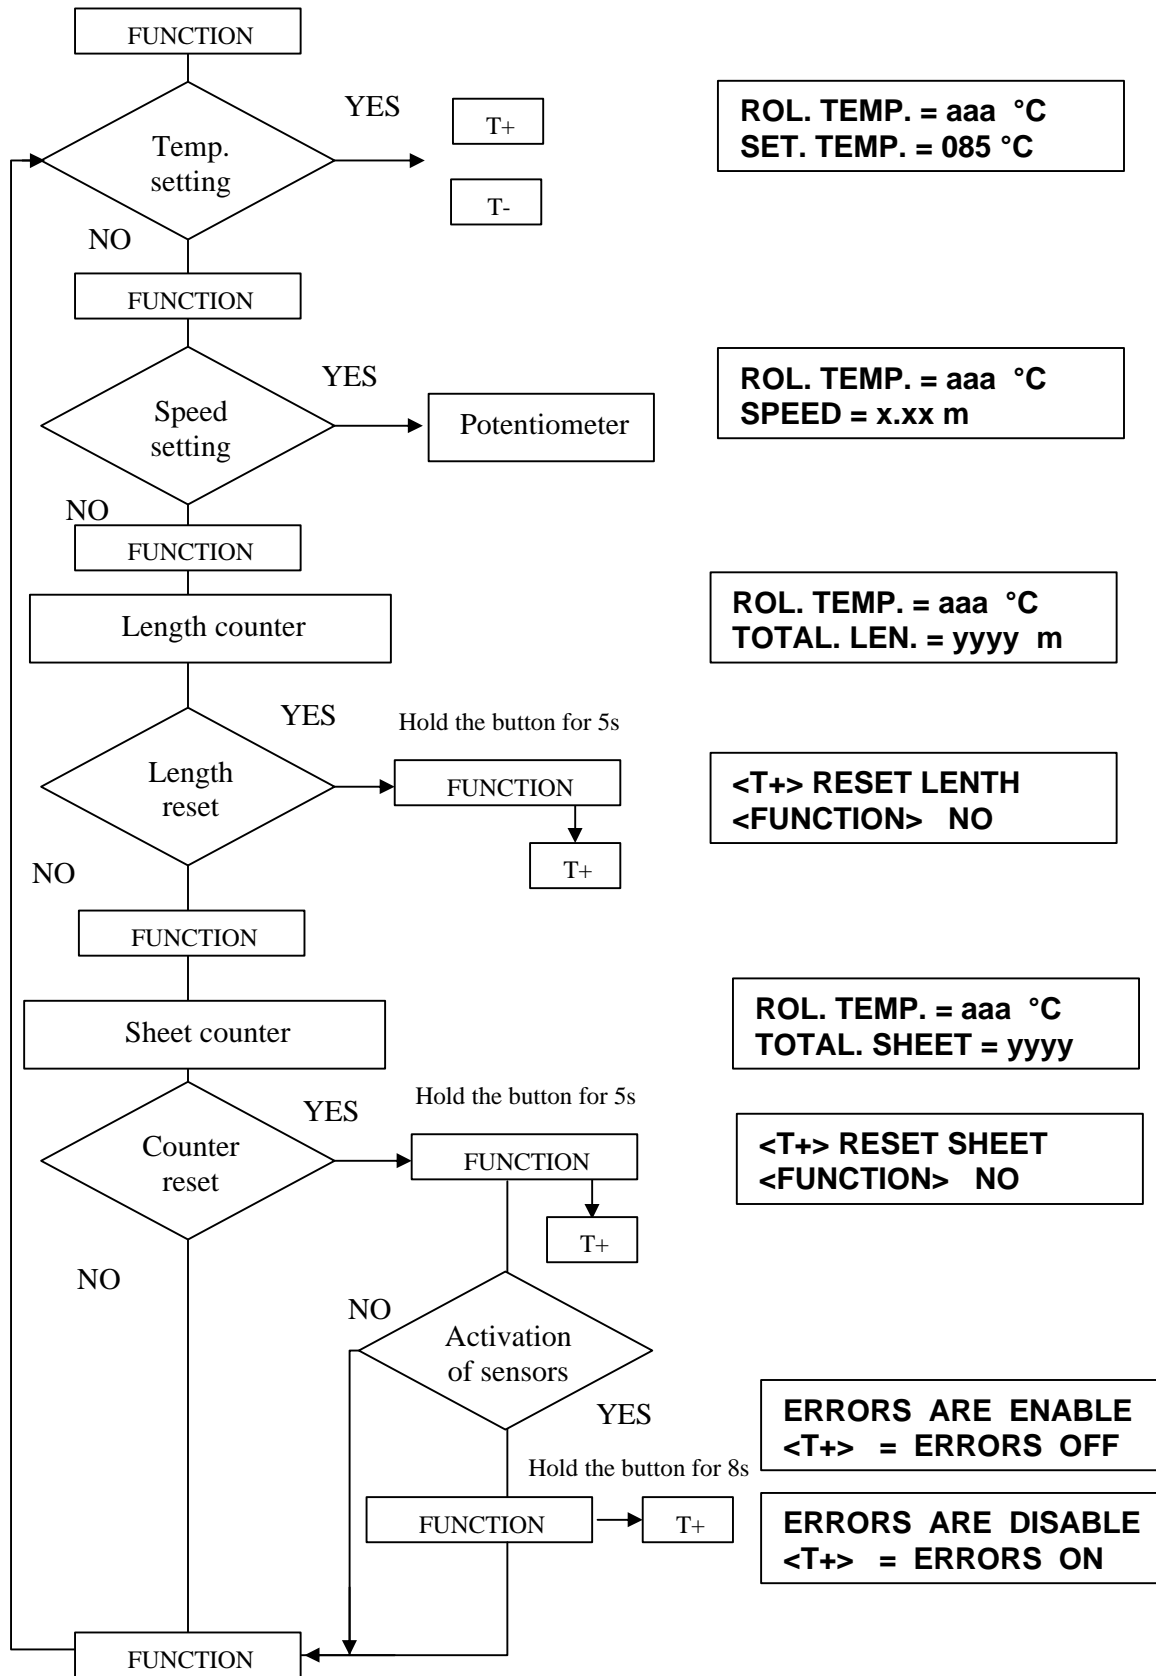 FUNCTION
YES
Temp.
setting
T+
T-
ROL. TEMP. = aaa °C
SET. TEMP. = 085 °C
NO
FUNCTION
YES
Speed
setting
Potentiometer
ROL. TEMP. = aaa °C
SPEED = x.xx m
NO
FUNCTION
Length counter
ROL. TEMP. = aaa °C
TOTAL. LEN. = yyyy m
YES
Hold the button for 5s
Length
reset
FUNCTION
T+
<T+> RESET LENTH
<FUNCTION> NO
NO
FUNCTION
Sheet counter
ROL. TEMP. = aaa °C
TOTAL. SHEET = yyyy
YES
Hold the button for 5s
Counter
reset
FUNCTION
T+
<T+> RESET SHEET
<FUNCTION> NO
NO
NO
Activation
of sensors
YES
Hold the button for 8s
FUNCTION
T+
ERRORS ARE ENABLE
<T+> = ERRORS OFF
ERRORS ARE DISABLE
<T+> = ERRORS ON
FUNCTION